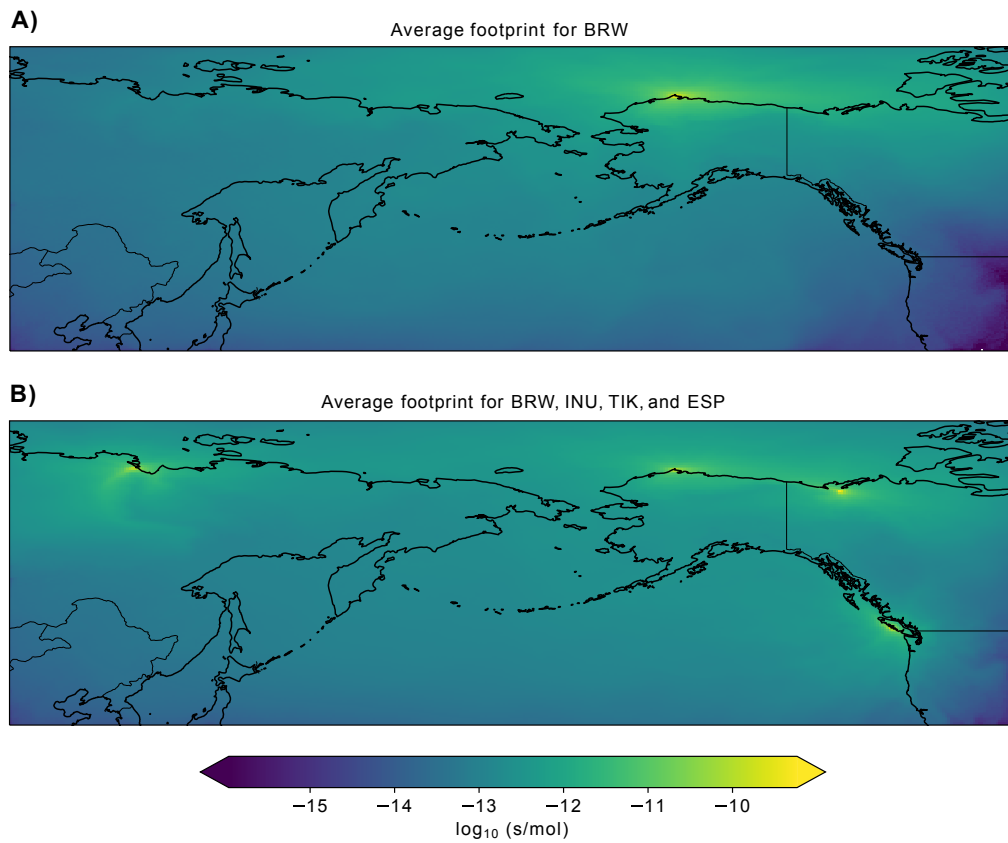 A)
Average footprint for BRW
B)
Average footprint for BRW, INU, TIK, and ESP
−15 −14 −13 −12 −11 −10
log₁₀ (s/mol)